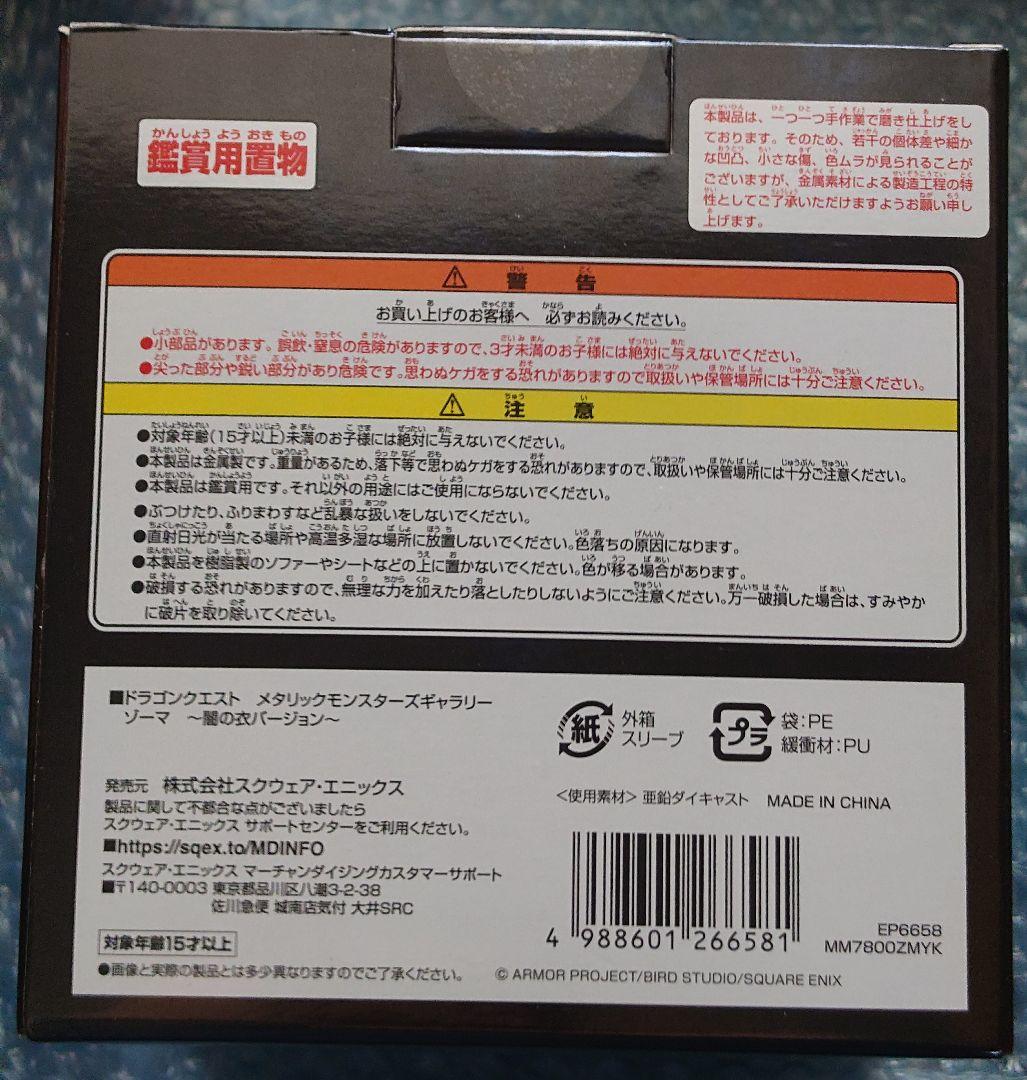 鑑賞用置物
本製品は、一つ一つ手作業で磨き仕上げをし
ております。そのため、若干の個体差や細か
な凹凸、小さな傷、色ムラが見られることが
ございますが、金属素材による製造工程の特
性としてご了承いただけますようお願い申し
上げます。
⚠ 警告
お買い上げのお客様へ 必ずお読みください。
●小部品があります。誤飲・窒息の危険がありますので、3才未満のお子様には絶対に与えないでください。
●尖った部分や鋭い部分があり危険です。思わぬケガをする恐れがありますので取扱いや保管場所には十分ご注意ください。
⚠ 注意
●対象年齢(15才以上)未満のお子様には絶対に与えないでください。
●本製品は金属製です。重量があるため、落下等で思わぬケガをする恐れがありますので、取扱いや保管場所には十分ご注意ください。
●本製品は鑑賞用です。それ以外の用途にはご使用にならないでください。
●ぶつけたり、ふりまわすなど乱暴な扱いをしないでください。
●直射日光が当たる場所や高温多湿な場所に放置しないでください。色落ちの原因になります。
●本製品を樹脂製のソファーやシートなどの上に置かないでください。色が移る場合があります。
●破損する恐れがありますので、無理な力を加えたり落としたりしないようにご注意ください。万一破損した場合は、すみやか
に破片を取り除いてください。
■ドラゴンクエスト メタリックモンスターズギャラリー
ゾーマ ～闇の衣バージョン～
発売元 株式会社スクウェア・エニックス
製品に関して不都合な点がございましたら
スクウェア・エニックス サポートセンターをご利用ください。
■https://sqex.to/MDINFO
スクウェア・エニックス マーチャンダイジングカスタマーサポート
■〒140-0003 東京都品川区八潮3-2-38
佐川急便 城南店気付 大井SRC
対象年齢15才以上
●画像と実際の製品とは多少異なりますのでご了承ください。
紙 外箱
スリーブ
プラ 袋:PE
緩衝材:PU
＜使用素材＞亜鉛ダイキャスト MADE IN CHINA
4 988601 266581
EP6658
MM7800ZMYK
© ARMOR PROJECT/BIRD STUDIO/SQUARE ENIX